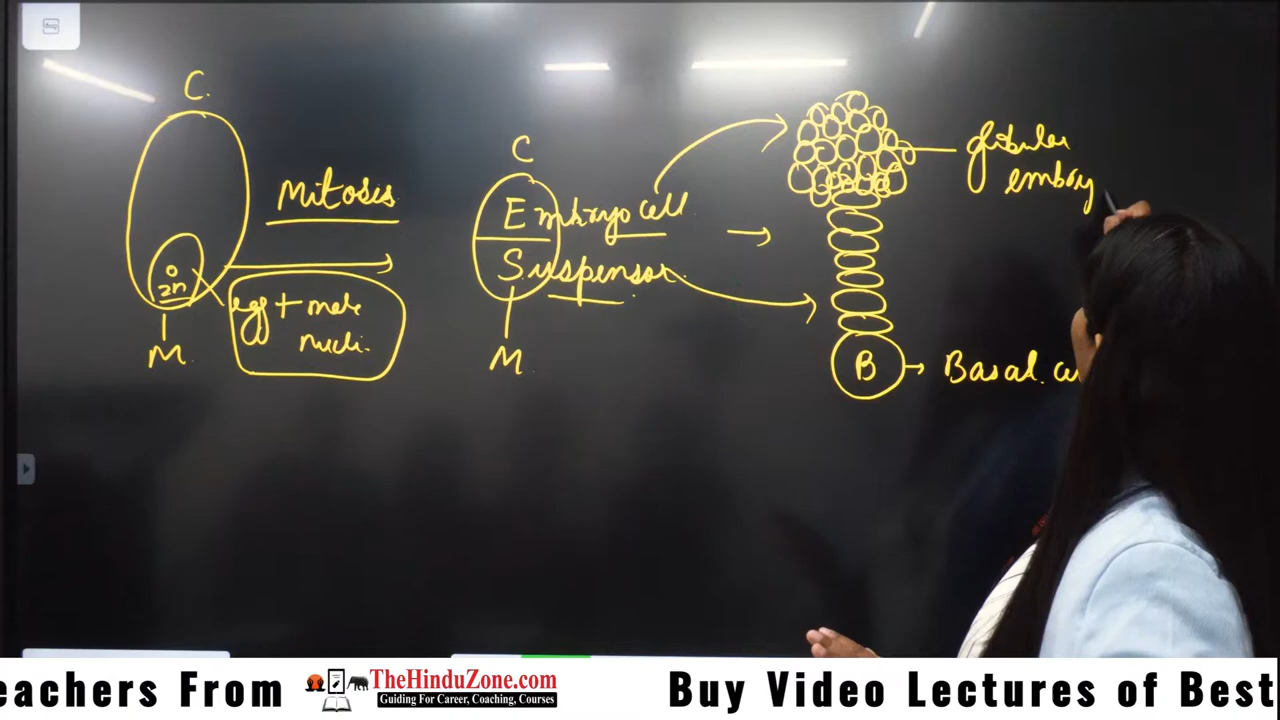 C.
Mitosis
2n
egg + male
nuclei.
M.
C
Embryo cell
Suspensor
M.
globular
embryo
B
Basal. ce
eachers From
TheHinduZone.com
Guiding For Career, Coaching, Courses
Buy Video Lectures of Best